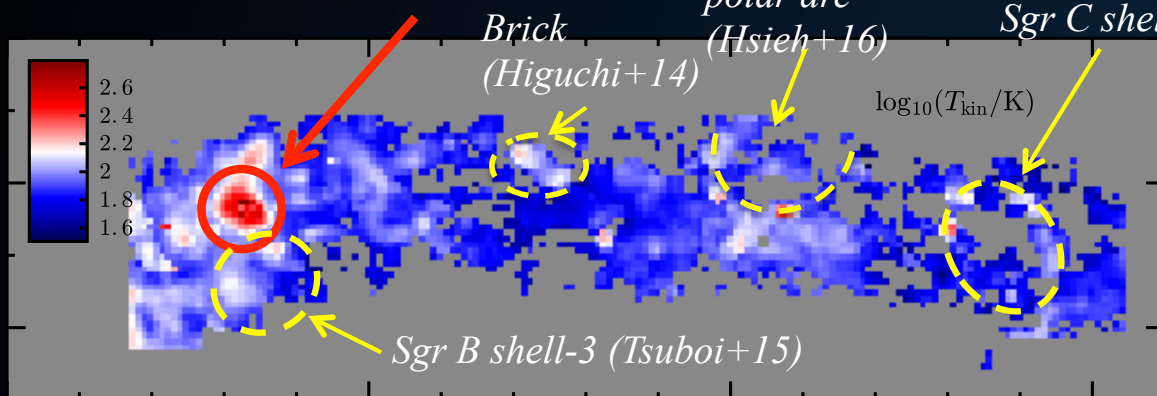 polar arc
Brick
(Hsieh+16)
Sgr C shel
(Higuchi+14)
log10(Tkin/K)
2.6
2.4
2.2
2
1.8
1.6
Sgr B shell-3 (Tsuboi+15)